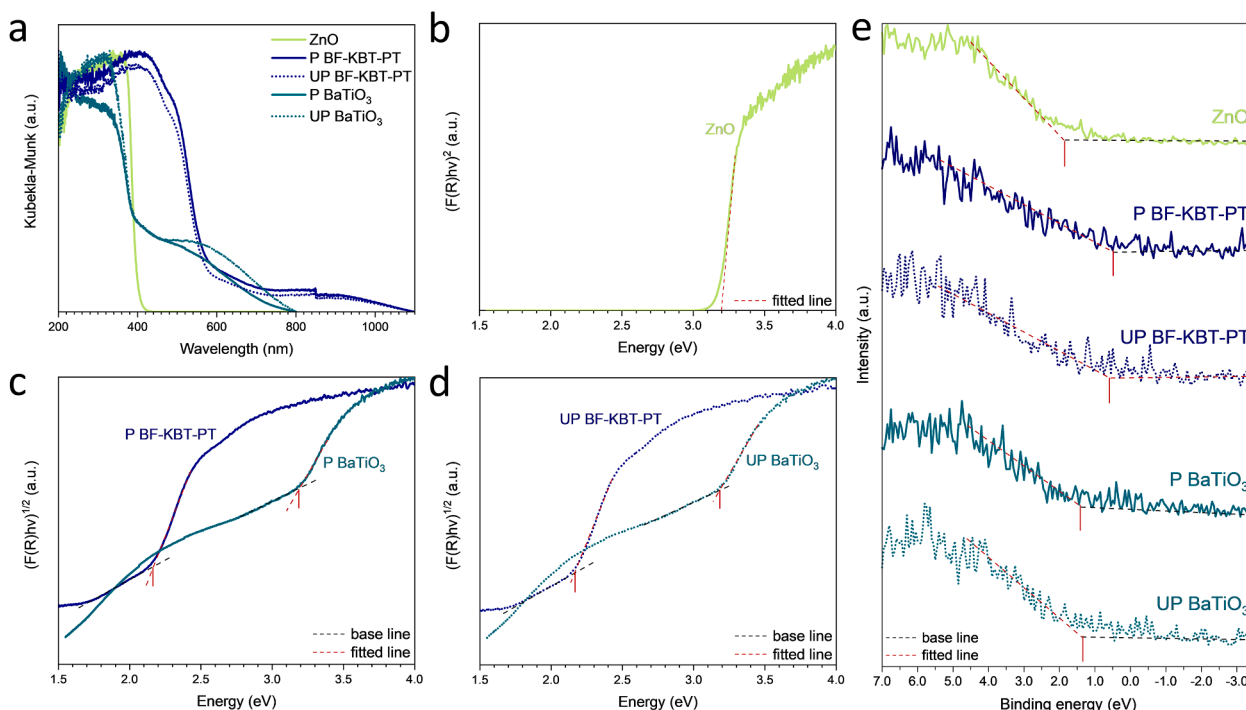 a
Kubekla-Munk (a.u.)
ZnO
P BF-KBT-PT
UP BF-KBT-PT
P BaTiO₃
UP BaTiO₃
200 400 600 800 1000
Wavelength (nm)
b
(F(R)hv)² (a.u.)
ZnO
fitted line
1.5 2.0 2.5 3.0 3.5 4.0
Energy (eV)
c
(F(R)hv)¹ᐟ² (a.u.)
P BF-KBT-PT
P BaTiO₃
base line
fitted line
1.5 2.0 2.5 3.0 3.5 4.0
Energy (eV)
d
(F(R)hv)¹ᐟ² (a.u.)
UP BF-KBT-PT
UP BaTiO₃
base line
fitted line
1.5 2.0 2.5 3.0 3.5 4.0
Energy (eV)
e
Intensity (a.u.)
ZnO
P BF-KBT-PT
UP BF-KBT-PT
P BaTiO₃
UP BaTiO₃
base line
fitted line
7.0 6.0 5.0 4.0 3.0 2.0 1.0 0.0 -1.0 -2.0 -3.0
Binding energy (eV)